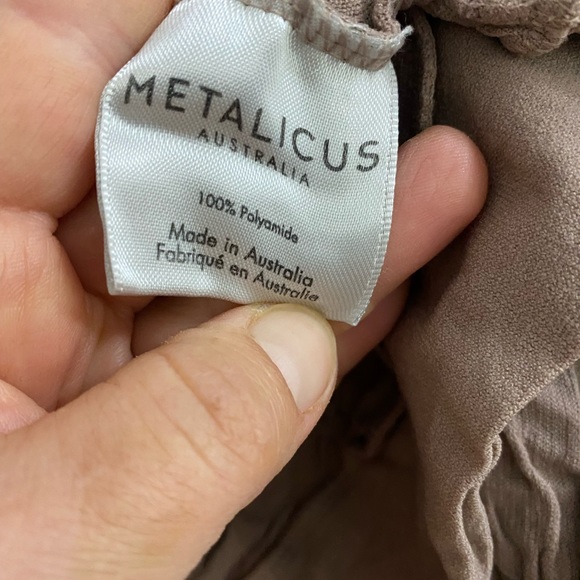 METALICUS
AUSTRALIA
100% Polyamide
Made in Australia
Fabriqué en Australie